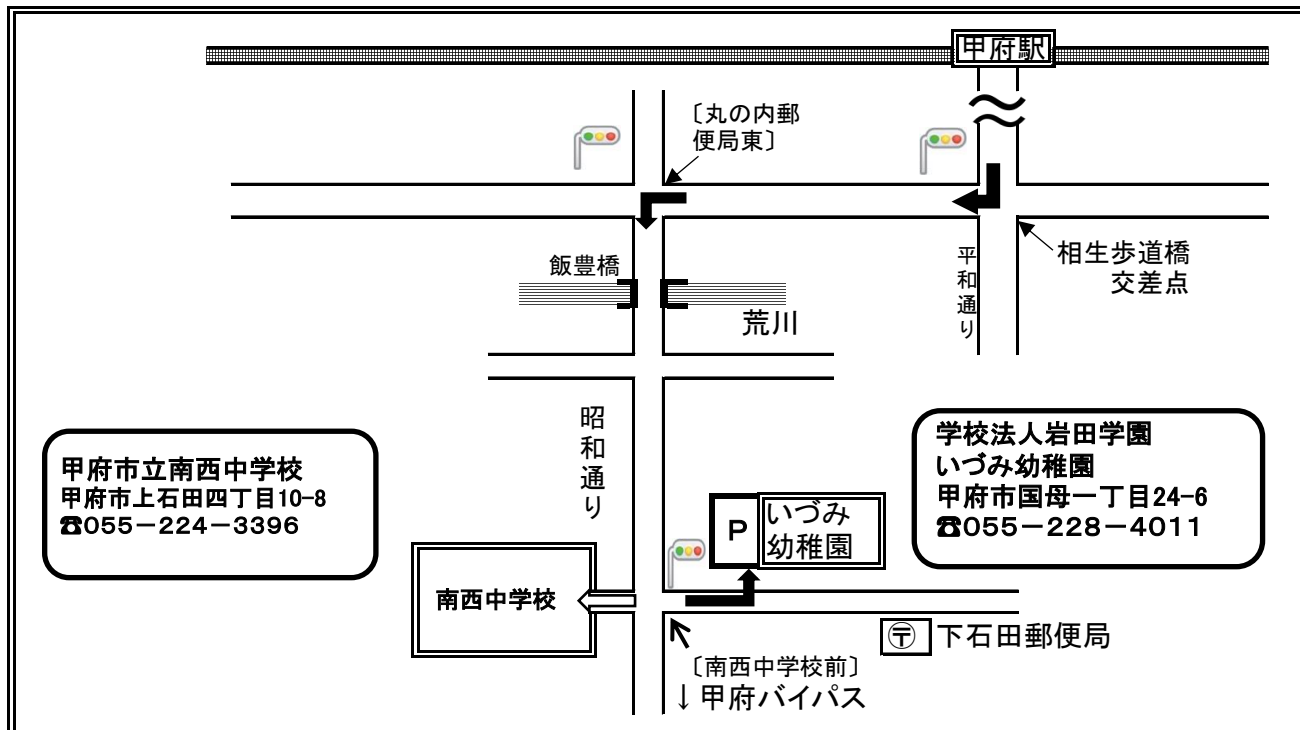 甲府駅
〔丸の内郵
便局東〕
飯豊橋
荒川
平和通り
相生歩道橋
交差点
昭和通り
甲府市立南西中学校
甲府市上石田四丁目10-8
☎055－224－3396
学校法人岩田学園
いづみ幼稚園
甲府市国母一丁目24-6
☎055－228－4011
P
いづみ
幼稚園
南西中学校
〒 下石田郵便局
〔南西中学校前〕
↓甲府バイパス